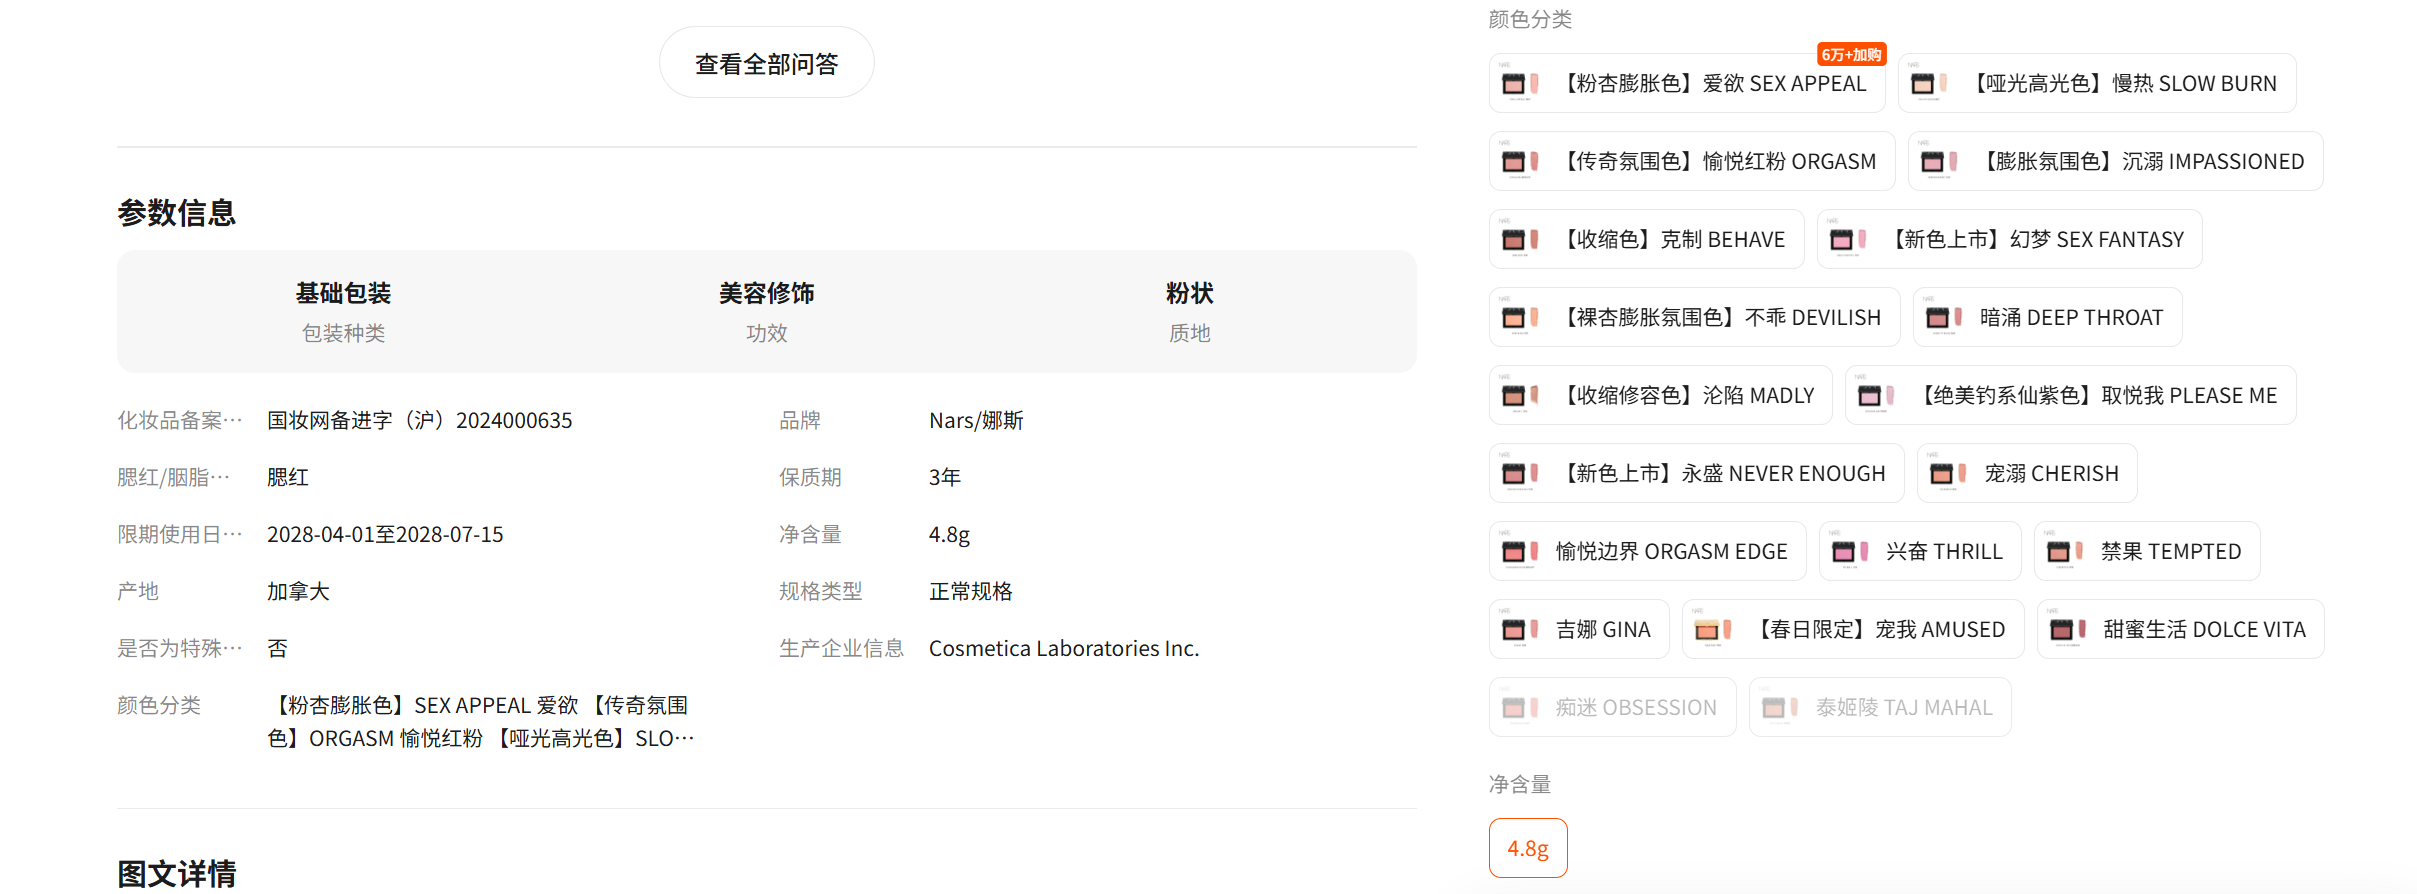 查看全部问答
参数信息
基础包装
包装种类
美容修饰
功效
粉状
质地
化妆品备案…
国妆网备进字（沪）2024000635
品牌
Nars/娜斯
腮红/胭脂…
腮红
保质期
3年
限期使用日…
2028-04-01至2028-07-15
净含量
4.8g
产地
加拿大
规格类型
正常规格
是否为特殊…
否
生产企业信息
Cosmetica Laboratories Inc.
颜色分类
【粉杏膨胀色】SEX APPEAL 爱欲 【传奇氛围
色】ORGASM 愉悦红粉 【哑光高光色】SLO…
图文详情
颜色分类
6万+加购
【粉杏膨胀色】爱欲 SEX APPEAL
【哑光高光色】慢热 SLOW BURN
【传奇氛围色】愉悦红粉 ORGASM
【膨胀氛围色】沉溺 IMPASSIONED
【收缩色】克制 BEHAVE
【新色上市】幻梦 SEX FANTASY
【裸杏膨胀氛围色】不乖 DEVILISH
暗涌 DEEP THROAT
【收缩修容色】沦陷 MADLY
【绝美钓系仙紫色】取悦我 PLEASE ME
【新色上市】永盛 NEVER ENOUGH
宠溺 CHERISH
愉悦边界 ORGASM EDGE
兴奋 THRILL
禁果 TEMPTED
吉娜 GINA
【春日限定】宠我 AMUSED
甜蜜生活 DOLCE VITA
痴迷 OBSESSION
泰姬陵 TAJ MAHAL
净含量
4.8g